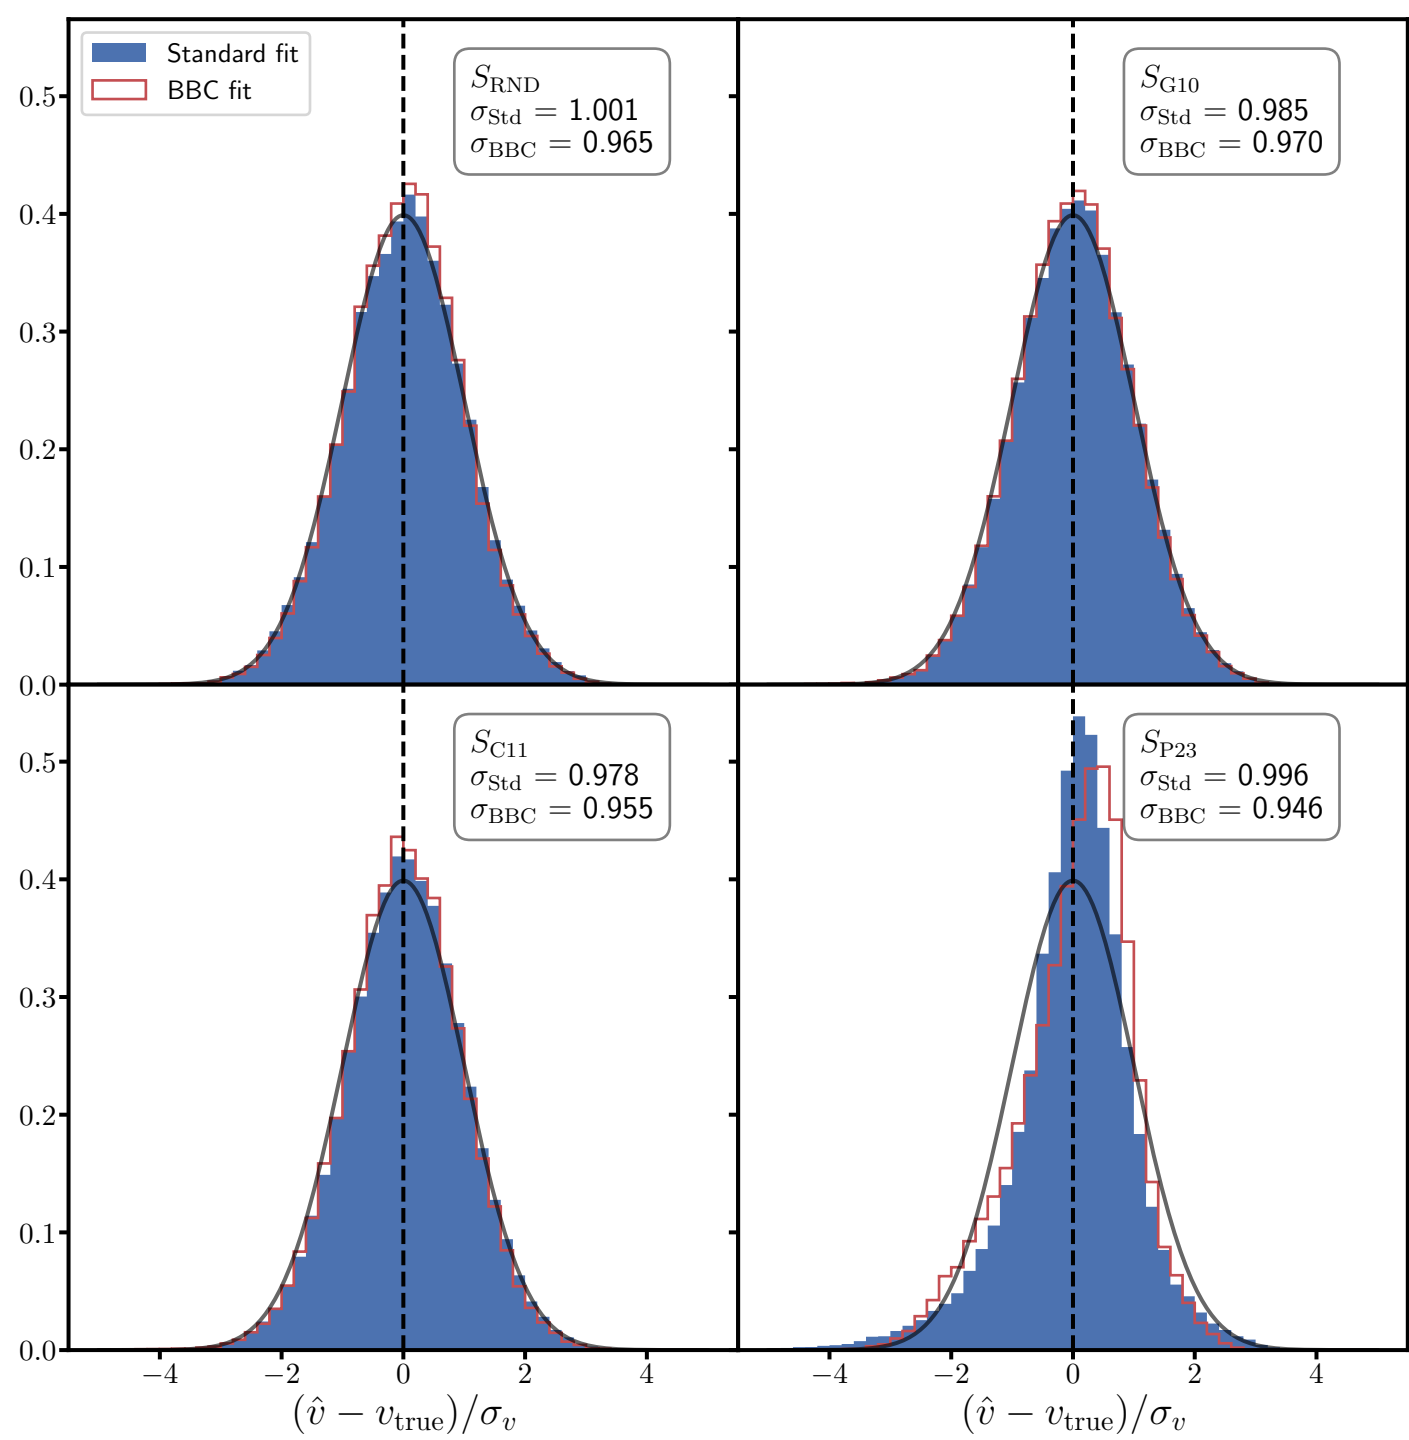 Standard fit
BBC fit
S_RND
σ_Std = 1.001
σ_BBC = 0.965
S_G10
σ_Std = 0.985
σ_BBC = 0.970
0.5
0.4
0.3
0.2
0.1
0.0
S_C11
σ_Std = 0.978
σ_BBC = 0.955
S_P23
σ_Std = 0.996
σ_BBC = 0.946
0.5
0.4
0.3
0.2
0.1
0.0
−4 −2 0 2 4
−4 −2 0 2 4
(v̂ − v_true)/σ_v
(v̂ − v_true)/σ_v